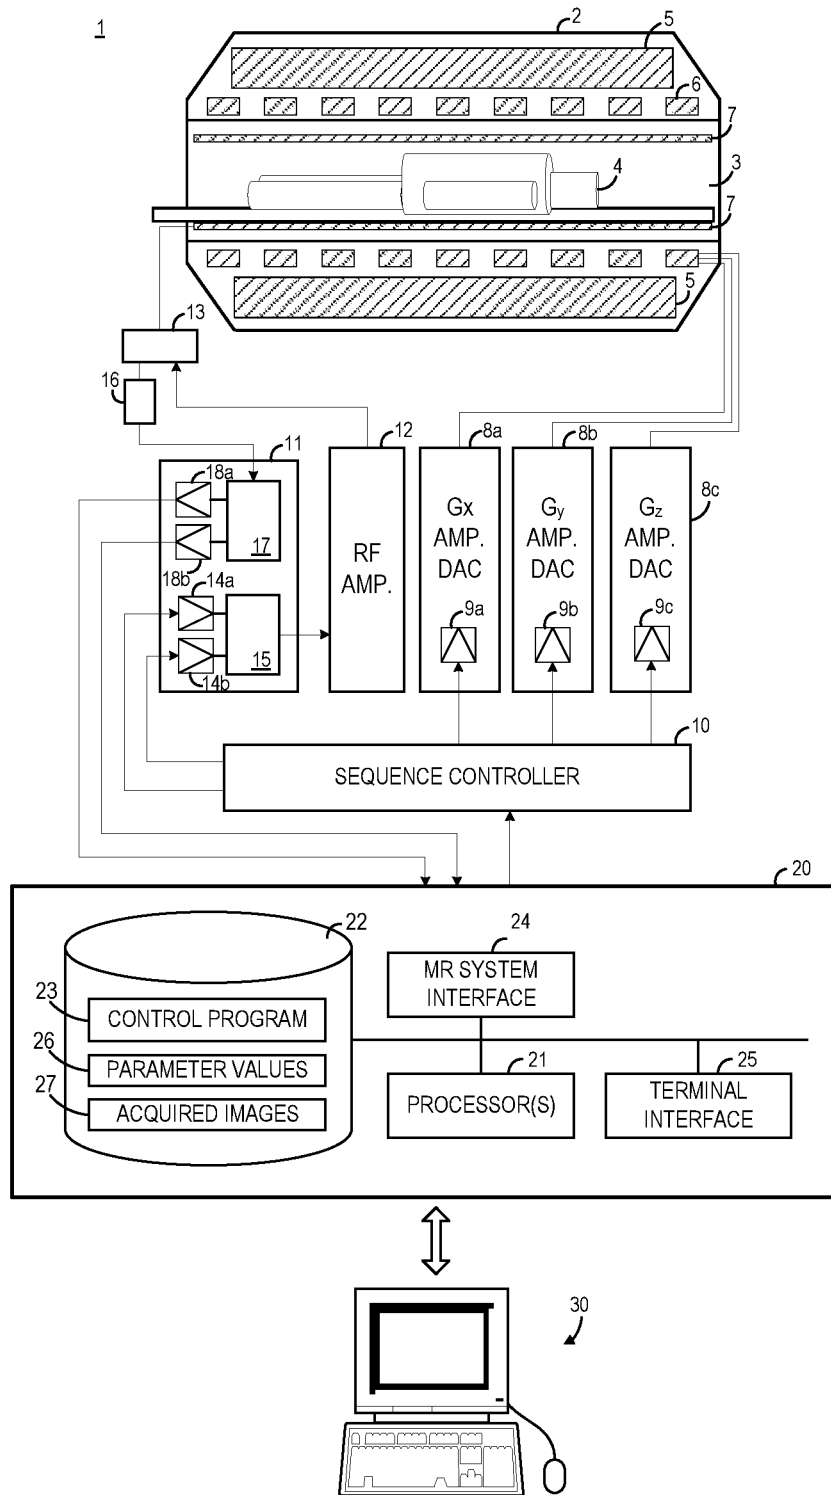 1
2
5
6
7
3
4
7
5
13
16
11
12
8a
8b
8c
18a
17
18b
14a
15
14b
RF
AMP.
Gx
AMP.
DAC
9a
Gy
AMP.
DAC
9b
Gz
AMP.
DAC
9c
10
SEQUENCE CONTROLLER
20
22
24
MR SYSTEM
INTERFACE
23
CONTROL PROGRAM
26
PARAMETER VALUES
27
ACQUIRED IMAGES
21
PROCESSOR(S)
25
TERMINAL
INTERFACE
30